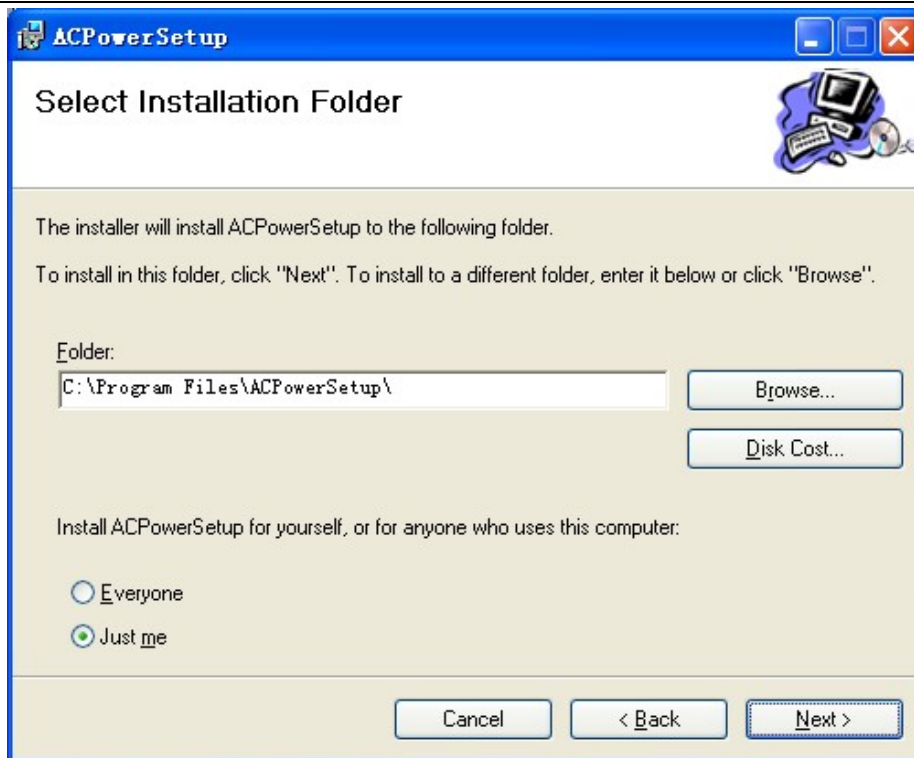 ACPowerSetup
Select Installation Folder
The installer will install ACPowerSetup to the following folder.
To install in this folder, click "Next". To install to a different folder, enter it below or click "Browse".
Folder:
C:\Program Files\ACPowerSetup\
Browse...
Disk Cost...
Install ACPowerSetup for yourself, or for anyone who uses this computer:
Everyone
Just me
Cancel
< Back
Next >